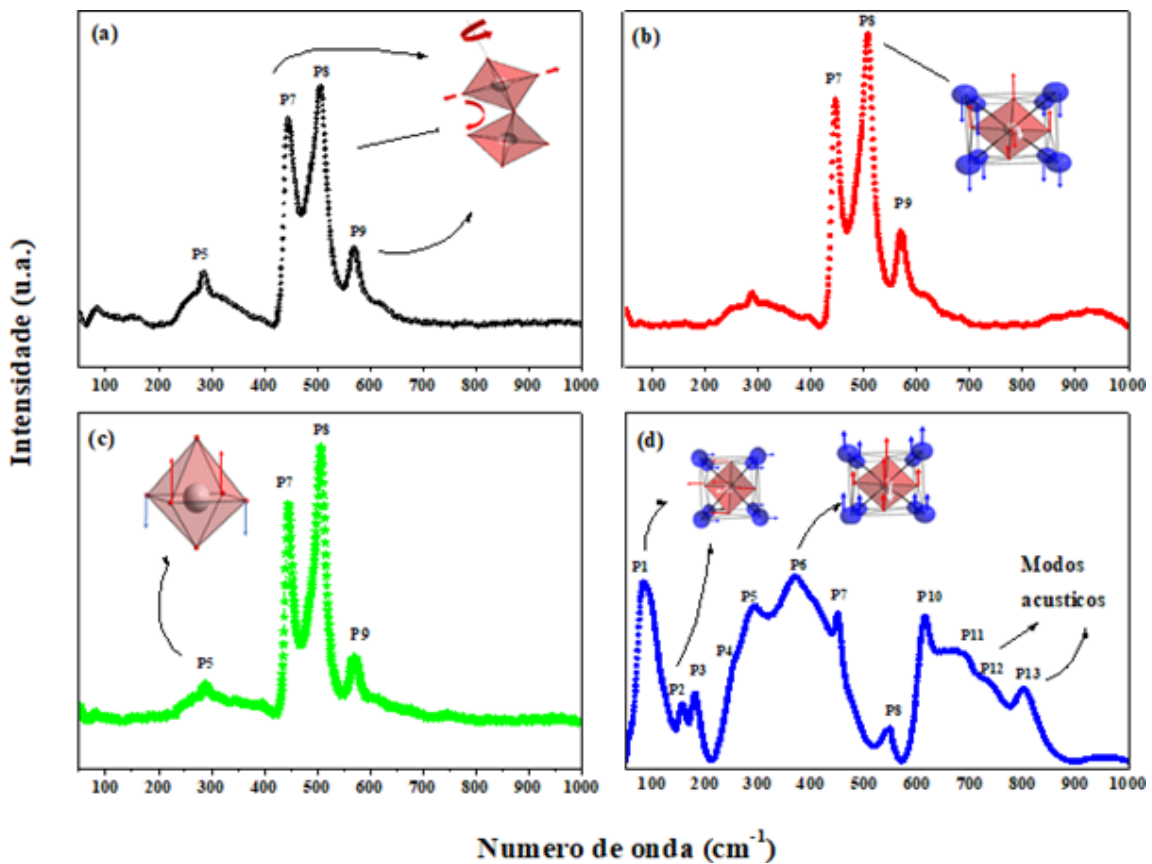 Intensidade (u.a.)
(a)
P5
P7
P8
P9
100 200 300 400 500 600 700 800 900 1000
(b)
P7
P8
P9
100 200 300 400 500 600 700 800 900 1000
(c)
P5
P7
P8
P9
100 200 300 400 500 600 700 800 900 1000
(d)
P1
P2
P3
P4
P5
P6
P7
P8
P10
P11
P12
P13
Modos
acusticos
100 200 300 400 500 600 700 800 900 1000
Numero de onda (cm⁻¹)